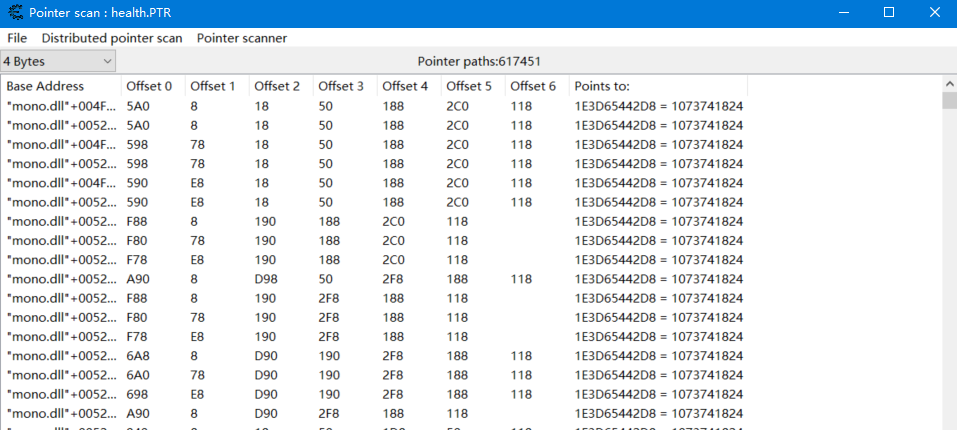 Pointer scan : health.PTR
File Distributed pointer scan Pointer scanner
4 Bytes Pointer paths:617451
Base Address Offset 0 Offset 1 Offset 2 Offset 3 Offset 4 Offset 5 Offset 6 Points to:
"mono.dll"+004F... 5A0 8 18 50 188 2C0 118 1E3D65442D8 = 1073741824
"mono.dll"+0052... 5A0 8 18 50 188 2C0 118 1E3D65442D8 = 1073741824
"mono.dll"+004F... 598 78 18 50 188 2C0 118 1E3D65442D8 = 1073741824
"mono.dll"+0052... 598 78 18 50 188 2C0 118 1E3D65442D8 = 1073741824
"mono.dll"+004F... 590 E8 18 50 188 2C0 118 1E3D65442D8 = 1073741824
"mono.dll"+0052... 590 E8 18 50 188 2C0 118 1E3D65442D8 = 1073741824
"mono.dll"+0052... F88 8 190 188 2C0 118 1E3D65442D8 = 1073741824
"mono.dll"+0052... F80 78 190 188 2C0 118 1E3D65442D8 = 1073741824
"mono.dll"+0052... F78 E8 190 188 2C0 118 1E3D65442D8 = 1073741824
"mono.dll"+0052... A90 8 D98 50 2F8 188 118 1E3D65442D8 = 1073741824
"mono.dll"+0052... F88 8 190 2F8 188 118 1E3D65442D8 = 1073741824
"mono.dll"+0052... F80 78 190 2F8 188 118 1E3D65442D8 = 1073741824
"mono.dll"+0052... F78 E8 190 2F8 188 118 1E3D65442D8 = 1073741824
"mono.dll"+0052... 6A8 8 D90 190 2F8 188 118 1E3D65442D8 = 1073741824
"mono.dll"+0052... 6A0 78 D90 190 2F8 188 118 1E3D65442D8 = 1073741824
"mono.dll"+0052... 698 E8 D90 190 2F8 188 118 1E3D65442D8 = 1073741824
"mono.dll"+0052... A90 8 D90 2F8 188 118 1E3D65442D8 = 1073741824